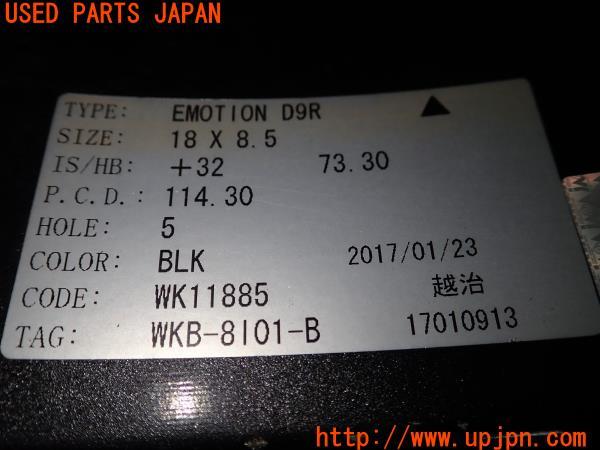 USED PARTS JAPAN
TYPE: EMOTION D9R ▲
SIZE: 18 X 8.5
IS/HB: +32 73.30
P.C.D.: 114.30
HOLE: 5
COLOR: BLK 2017/01/23
CODE: WK11885 越治
TAG: WKB-8I01-B 17010913
http://www.upjpn.com/